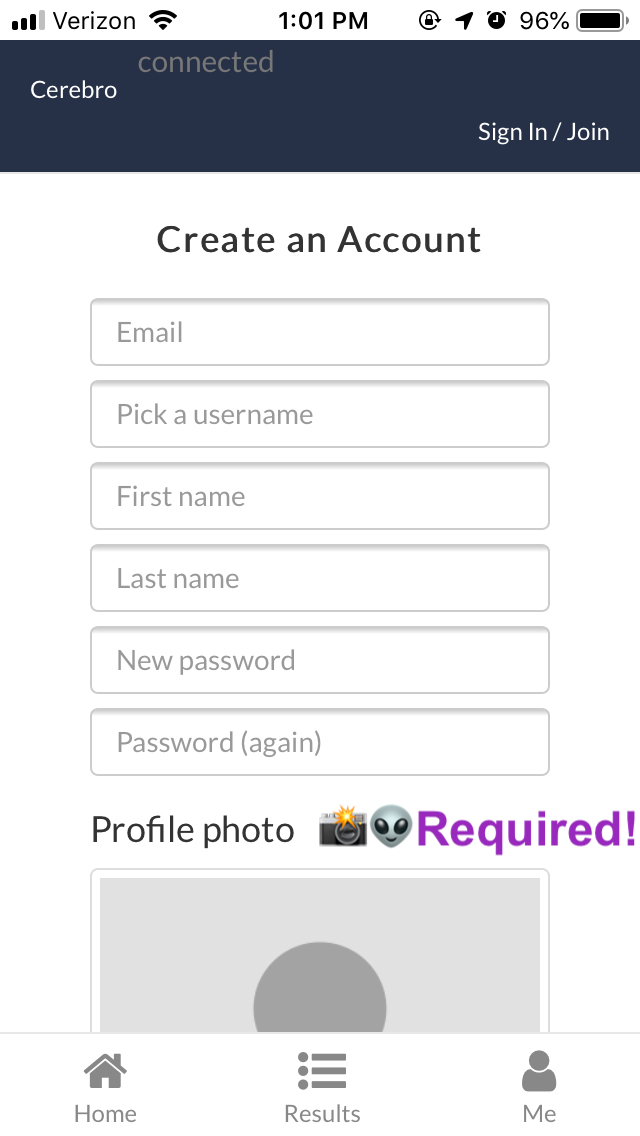 Verizon 1:01 PM 96%
connected
Cerebro
Sign In / Join
Create an Account
Email
Pick a username
First name
Last name
New password
Password (again)
Profile photo 📸👽Required!
Home Results Me